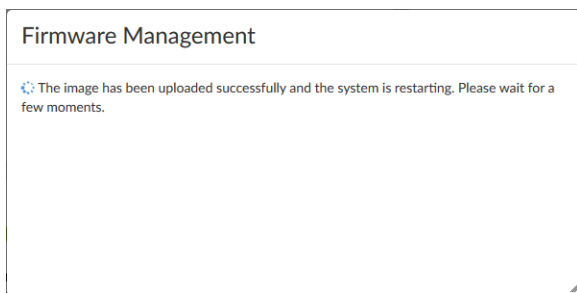 Firmware Management
The image has been uploaded successfully and the system is restarting. Please wait for a
few moments.